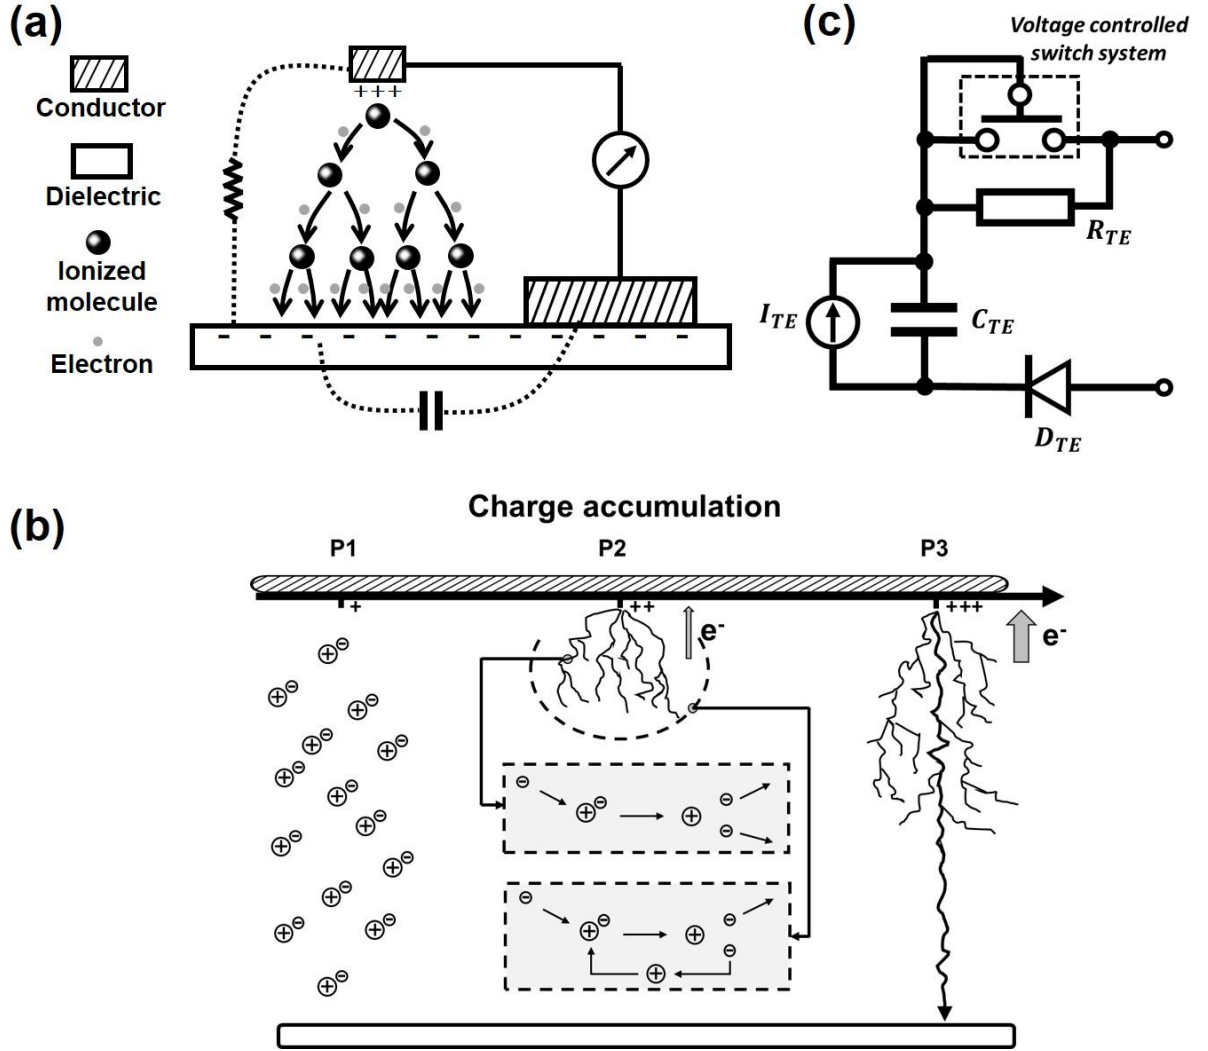 (a)
Conductor
Dielectric
Ionized
molecule
Electron
+++
- - - - - - - - - - - -
(c)
Voltage controlled
switch system
R_TE
I_TE
C_TE
D_TE
(b)
Charge accumulation
P1
P2
P3
+
++
+++
e-
e-